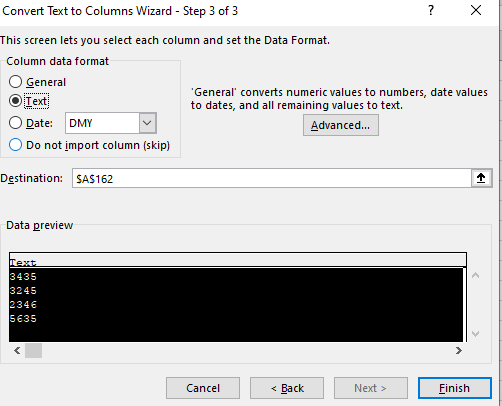 Convert Text to Columns Wizard - Step 3 of 3
?
This screen lets you select each column and set the Data Format.
Column data format
General
Text
Date: DMY
Do not import column (skip)
'General' converts numeric values to numbers, date values
to dates, and all remaining values to text.
Advanced...
Destination: $A$162
Data preview
Text
3435
3245
2346
5635
Cancel
< Back
Next >
Finish